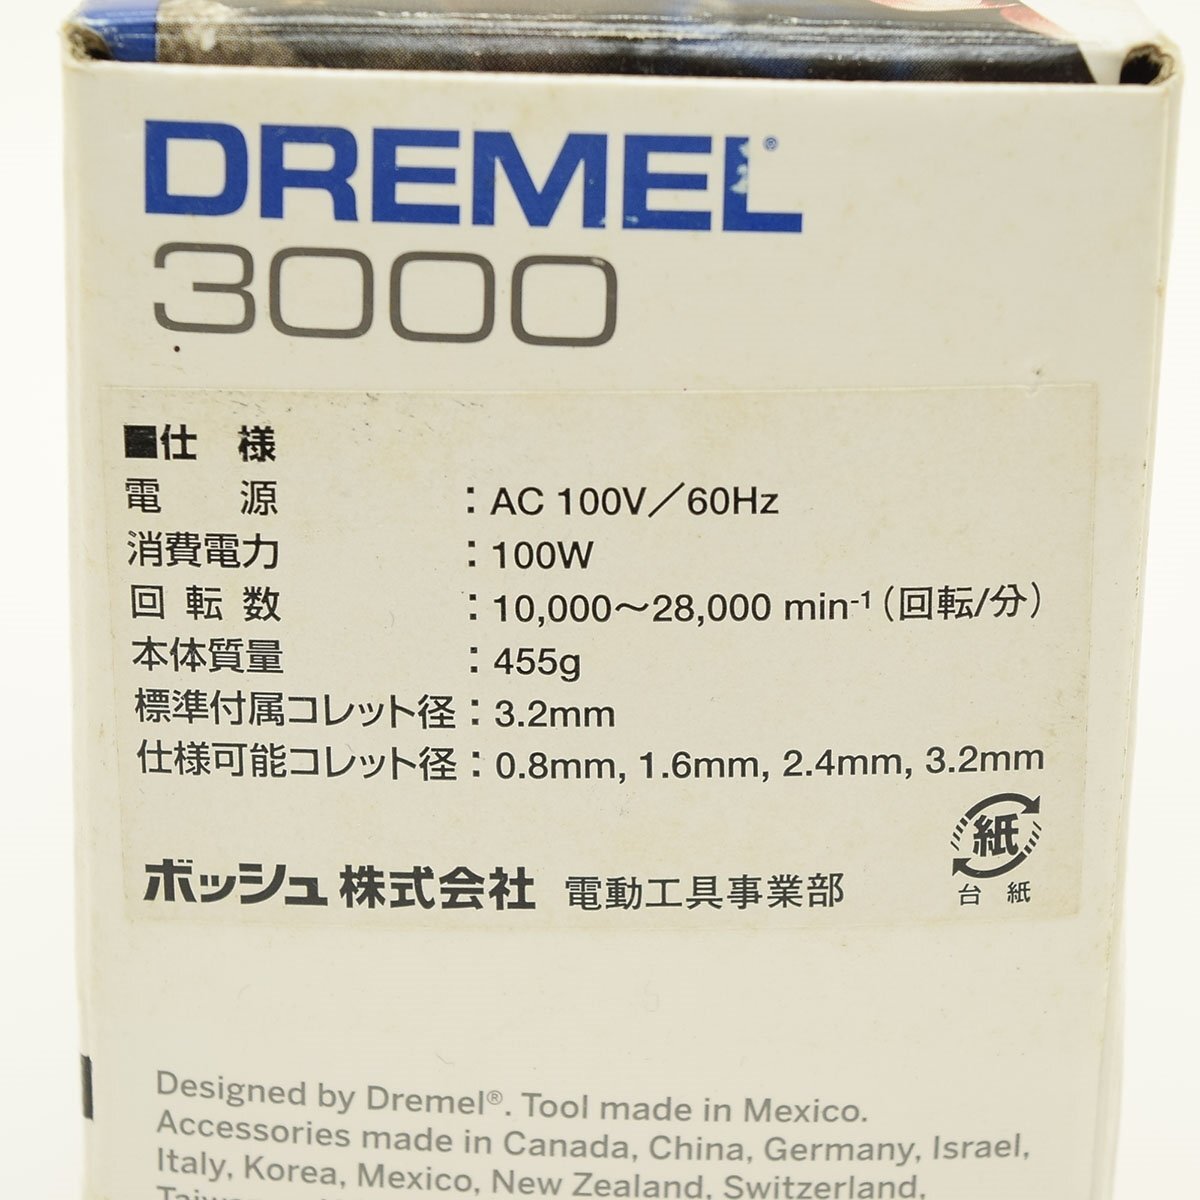 DREMEL®
3000
■仕 様
電 源 : AC 100V／60Hz
消費電力 : 100W
回 転 数 : 10,000～28,000 min-¹（回転/分）
本体質量 : 455g
標準付属コレット径 : 3.2mm
仕様可能コレット径 : 0.8mm, 1.6mm, 2.4mm, 3.2mm
紙
台 紙
ボッシュ株式会社 電動工具事業部
Designed by Dremel®. Tool made in Mexico.
Accessories made in Canada, China, Germany, Israel,
Italy, Korea, Mexico, New Zealand, Switzerland,